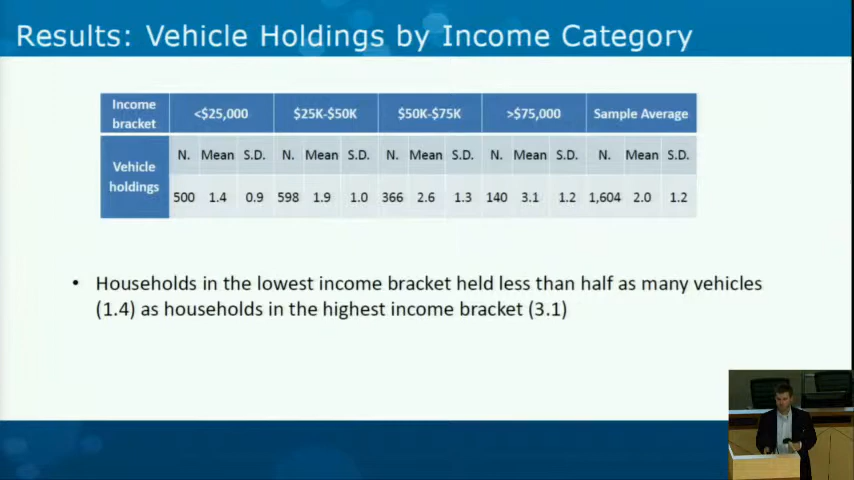 Results: Vehicle Holdings by Income Category
Income bracket <$25,000 $25K-$50K $50K-$75K >$75,000 Sample Average
Vehicle holdings N. Mean S.D. N. Mean S.D. N. Mean S.D. N. Mean S.D. N. Mean S.D.
500 1.4 0.9 598 1.9 1.0 366 2.6 1.3 140 3.1 1.2 1,604 2.0 1.2
• Households in the lowest income bracket held less than half as many vehicles
(1.4) as households in the highest income bracket (3.1)